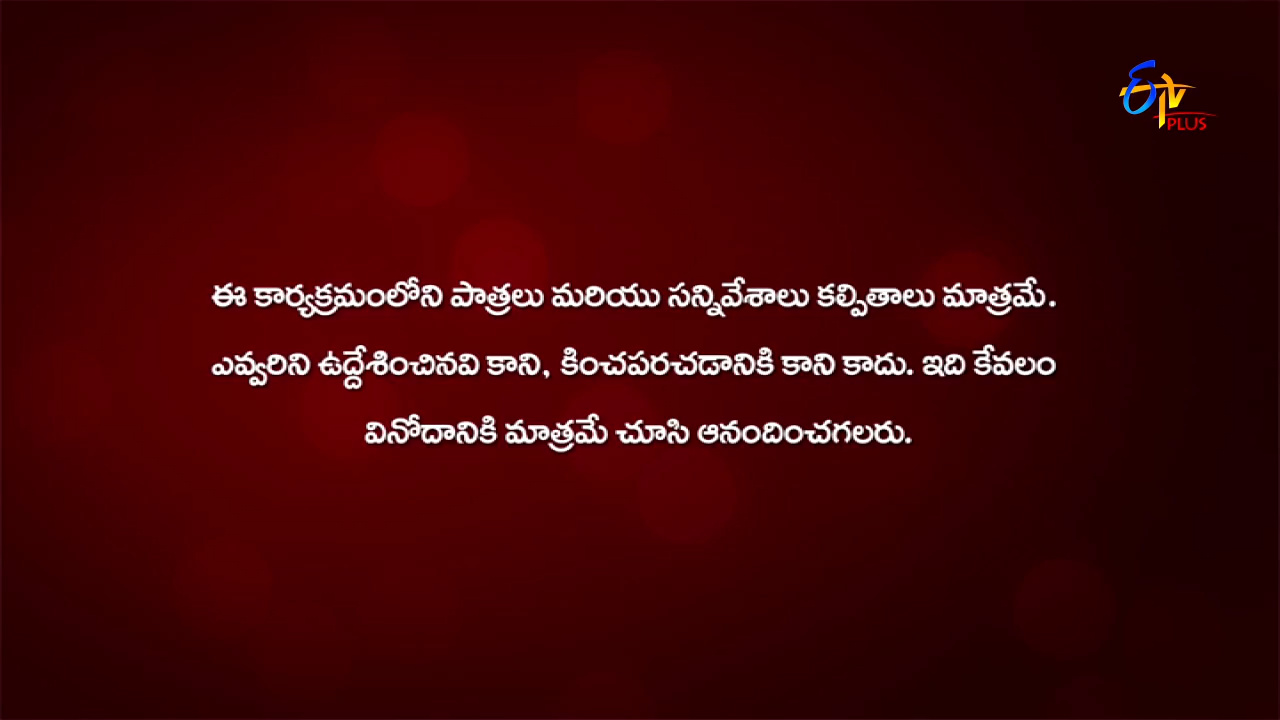 ETV
PLUS
ఈ కార్యక్రమంలోని పాత్రలు మరియు సన్నివేశాలు కల్పితాలు మాత్రమే.
ఎవ్వరిని ఉద్దేశించినవి కాని, కించపరచడానికి కాని కాదు. ఇది కేవలం
వినోదానికి మాత్రమే చూసి ఆనందించగలరు.